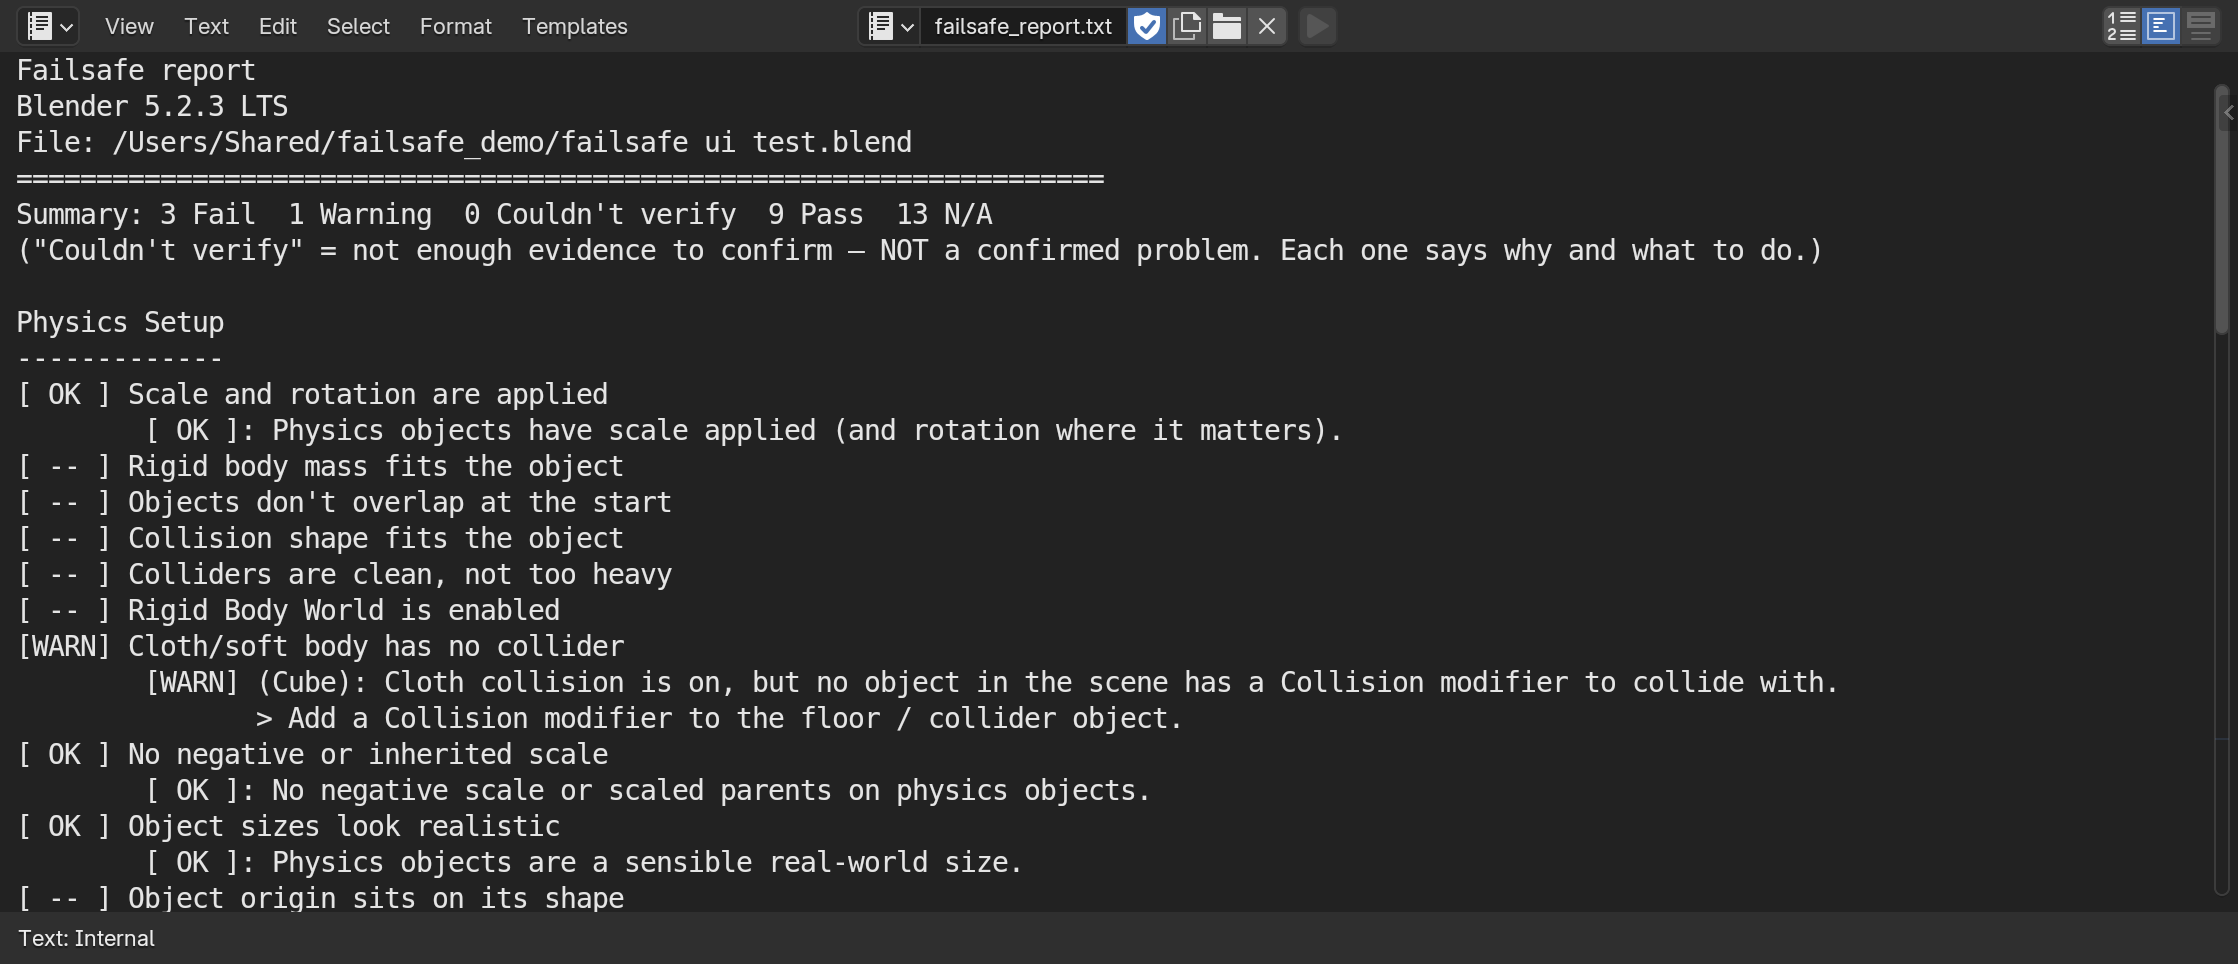 View Text Edit Select Format Templates failsafe_report.txt
Failsafe report
Blender 5.2.3 LTS
File: /Users/Shared/failsafe_demo/failsafe ui test.blend
====================================================================
Summary: 3 Fail  1 Warning  0 Couldn't verify  9 Pass  13 N/A
("Couldn't verify" = not enough evidence to confirm — NOT a confirmed problem. Each one says why and what to do.)

Physics Setup
-------------
[ OK ] Scale and rotation are applied
        [ OK ]: Physics objects have scale applied (and rotation where it matters).
[ -- ] Rigid body mass fits the object
[ -- ] Objects don't overlap at the start
[ -- ] Collision shape fits the object
[ -- ] Colliders are clean, not too heavy
[ -- ] Rigid Body World is enabled
[WARN] Cloth/soft body has no collider
        [WARN] (Cube): Cloth collision is on, but no object in the scene has a Collision modifier to collide with.
               > Add a Collision modifier to the floor / collider object.
[ OK ] No negative or inherited scale
        [ OK ]: No negative scale or scaled parents on physics objects.
[ OK ] Object sizes look realistic
        [ OK ]: Physics objects are a sensible real-world size.
[ -- ] Object origin sits on its shape
Text: Internal